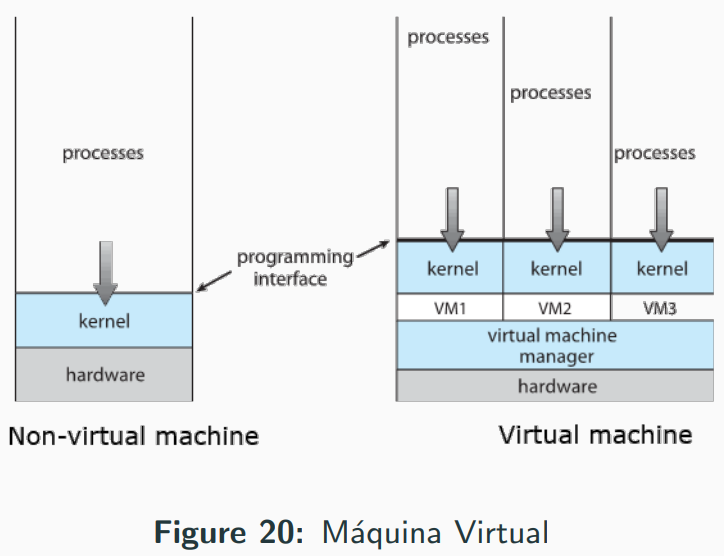 processes
kernel
hardware
Non-virtual machine
programming
interface
processes
processes
processes
kernel
kernel
kernel
VM1
VM2
VM3
virtual machine
manager
hardware
Virtual machine
Figure 20: Máquina Virtual